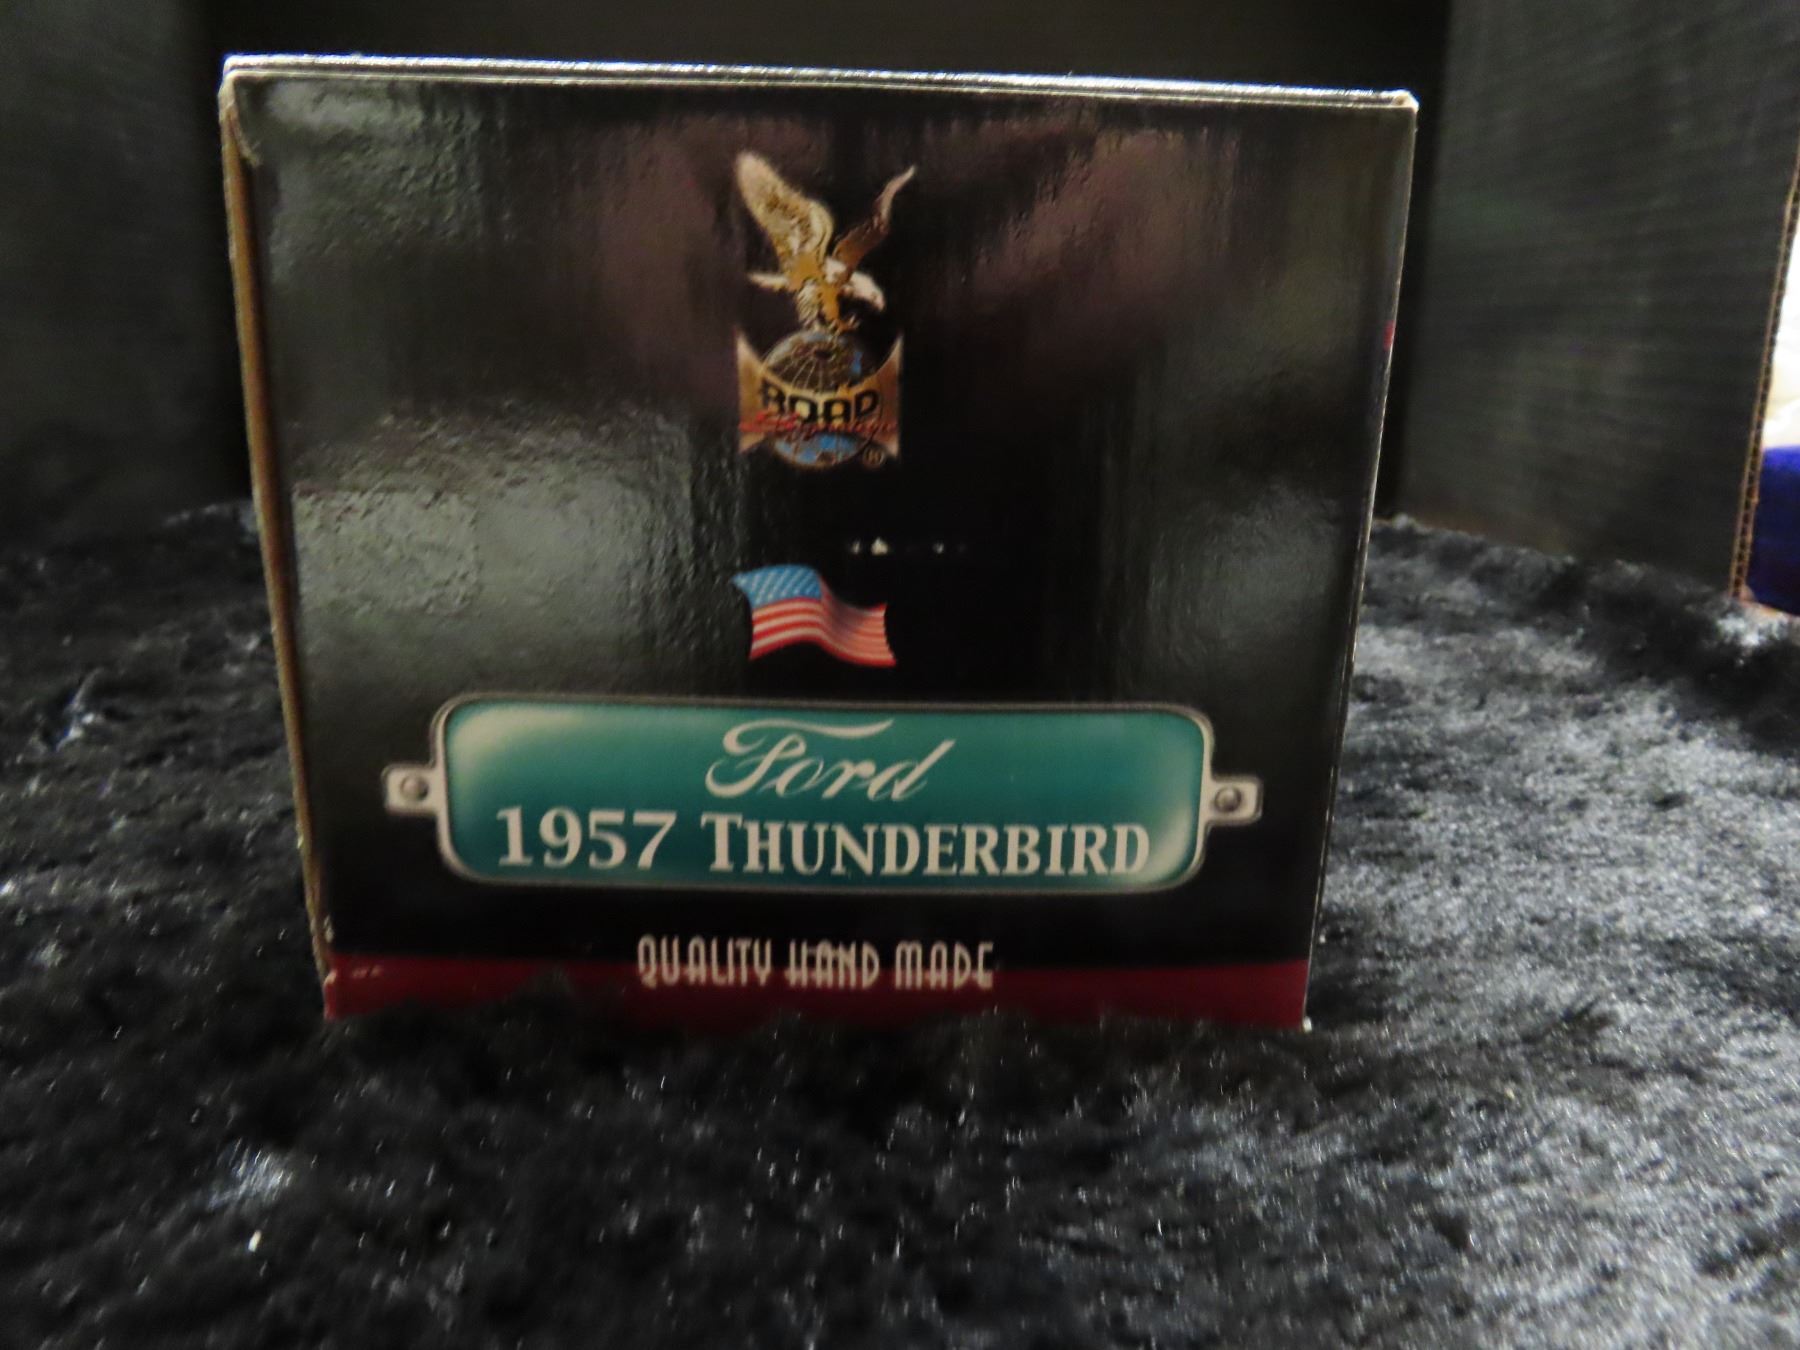 ROAD
®
Ford
1957 THUNDERBIRD
QUALITY HAND MADE